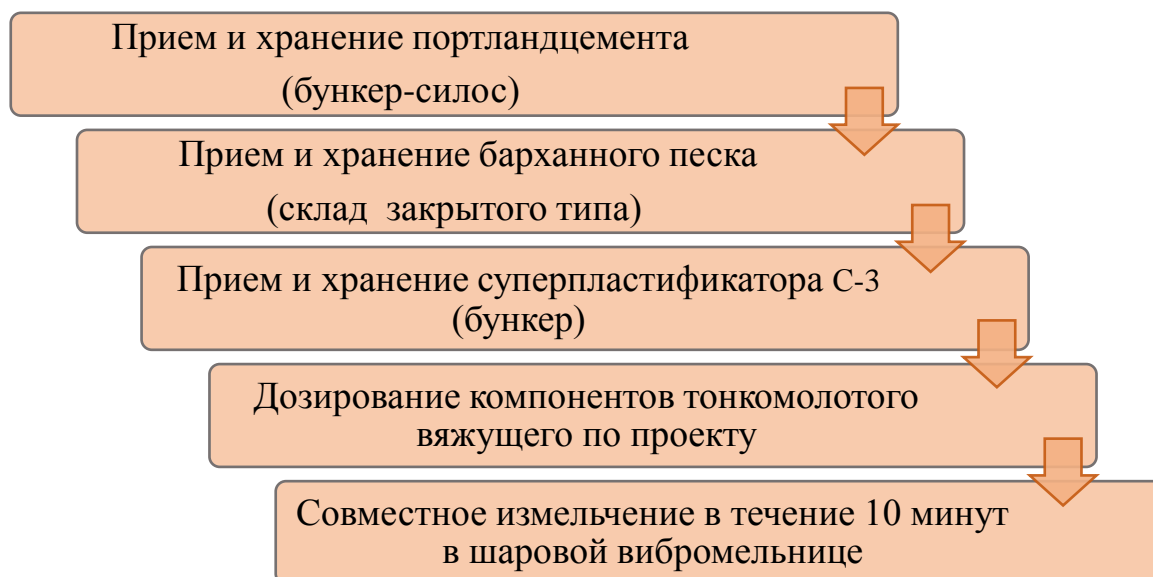 Прием и хранение портландцемента
(бункер-силос)
Прием и хранение барханного песка
(склад закрытого типа)
Прием и хранение суперпластификатора С-3
(бункер)
Дозирование компонентов тонкомолотого
вяжущего по проекту
Совместное измельчение в течение 10 минут
в шаровой вибромельнице